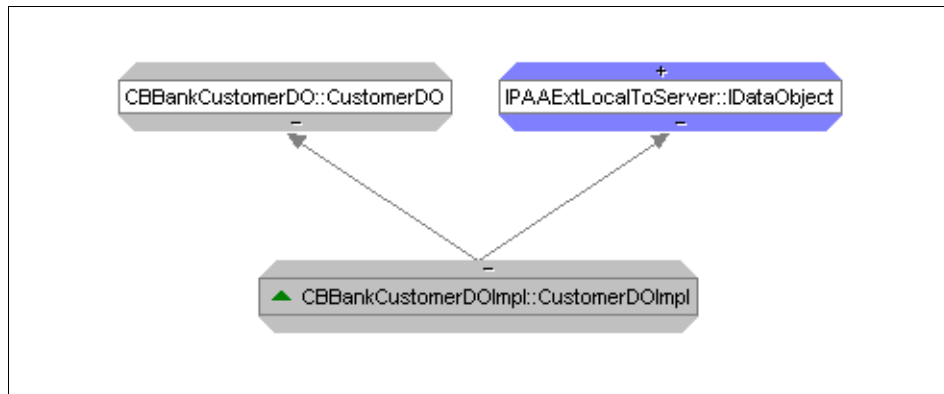 +
CBBankCustomerDO::CustomerDO
IPAAExtLocalToServer::IDataObject
−
−
−
CBBankCustomerDOImpl::CustomerDOImpl